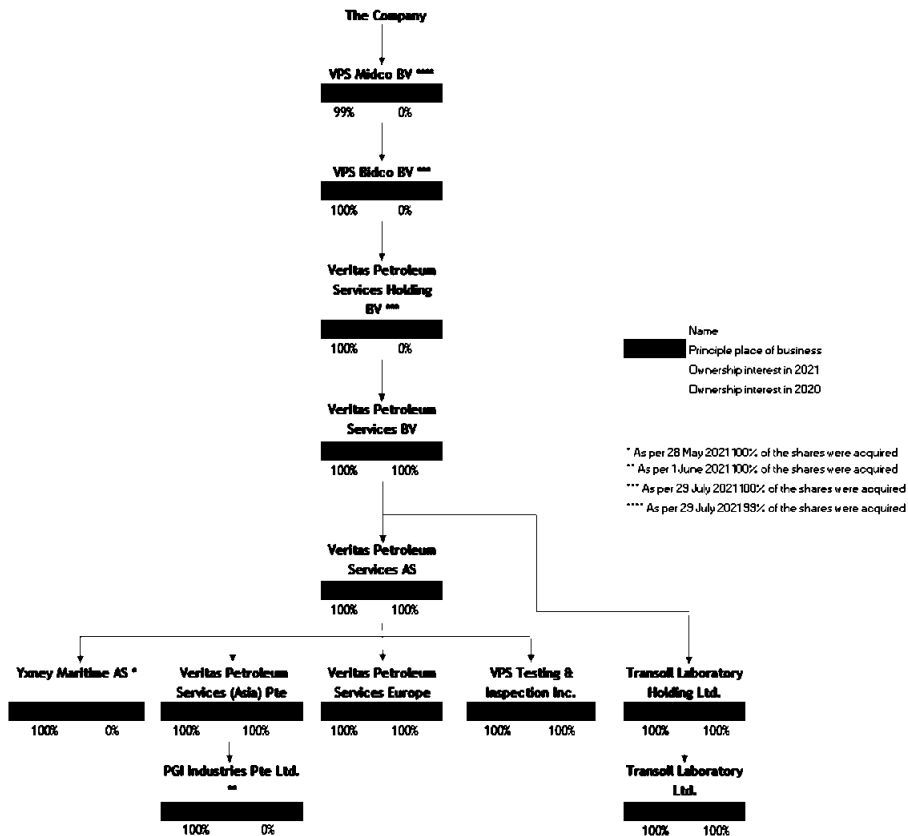 The Company
VPS Midco BV ****
99% 0%
VPS Bidco BV ***
100% 0%
Veritas Petroleum
Services Holding
BV ***
100% 0%
Veritas Petroleum
Services BV
100% 100%
Name
Principle place of business
Ownership interest in 2021
Ownership interest in 2020
* As per 28 May 2021 100% of the shares were acquired
** As per 1 June 2021 100% of the shares were acquired
*** As per 29 July 2021 100% of the shares were acquired
**** As per 29 July 2021 99% of the shares were acquired
Veritas Petroleum
Services AS
100% 100%
Yxney Maritime AS *
100% 0%
Veritas Petroleum
Services (Asia) Pte
100% 100%
Veritas Petroleum
Services Europe
100% 100%
VPS Testing &
Inspection Inc.
100% 100%
Transoil Laboratory
Holding Ltd.
100% 100%
PGI Industries Pte Ltd.
**
100% 0%
Transoil Laboratory
Ltd.
100% 100%